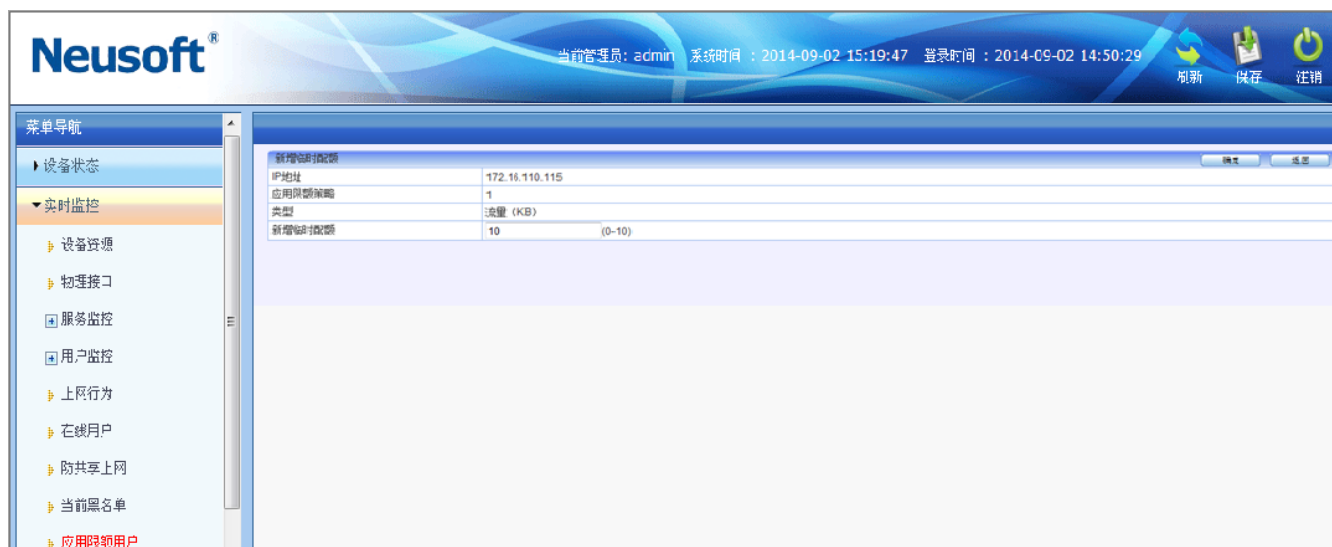 Neusoft®
当前管理员: admin 系统时间 : 2014-09-02 15:19:47 登录时间 : 2014-09-02 14:50:29
刷新 保存 注销
菜单导航
设备状态
实时监控
设备资源
物理接口
服务监控
用户监控
上网行为
在线用户
防共享上网
当前黑名单
应用限额用户
新增临时配额 确定 返回
IP地址 172.16.110.115
应用限额策略 1
类型 流量 (KB)
新增临时配额 10 (0-10)